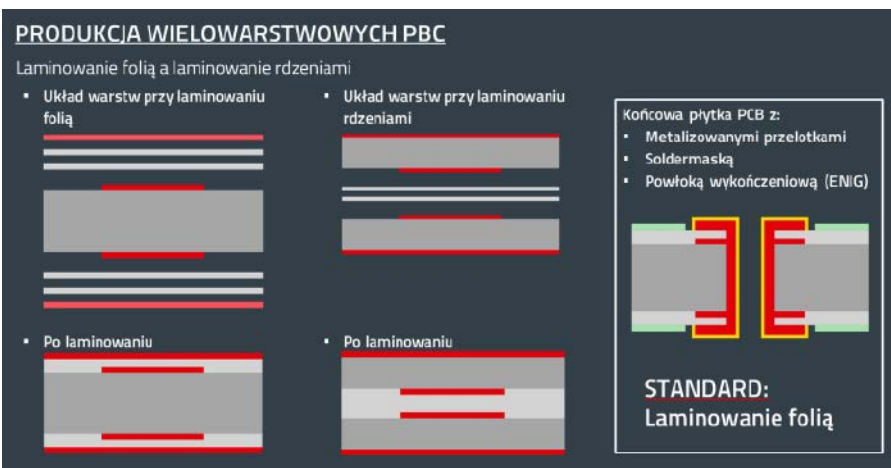 PRODUKCJA WIELOWARSTWOWYCH PBC
Laminowanie folią a laminowanie rdzeniami
▪ Układ warstw przy laminowaniu
folią
▪ Układ warstw przy laminowaniu
rdzeniami
▪ Po laminowaniu
▪ Po laminowaniu
Końcowa płytka PCB z:
▪ Metalizowanymi przelotkami
▪ Soldermaską
▪ Powłoką wykończeniową (ENIG)
STANDARD:
Laminowanie folią